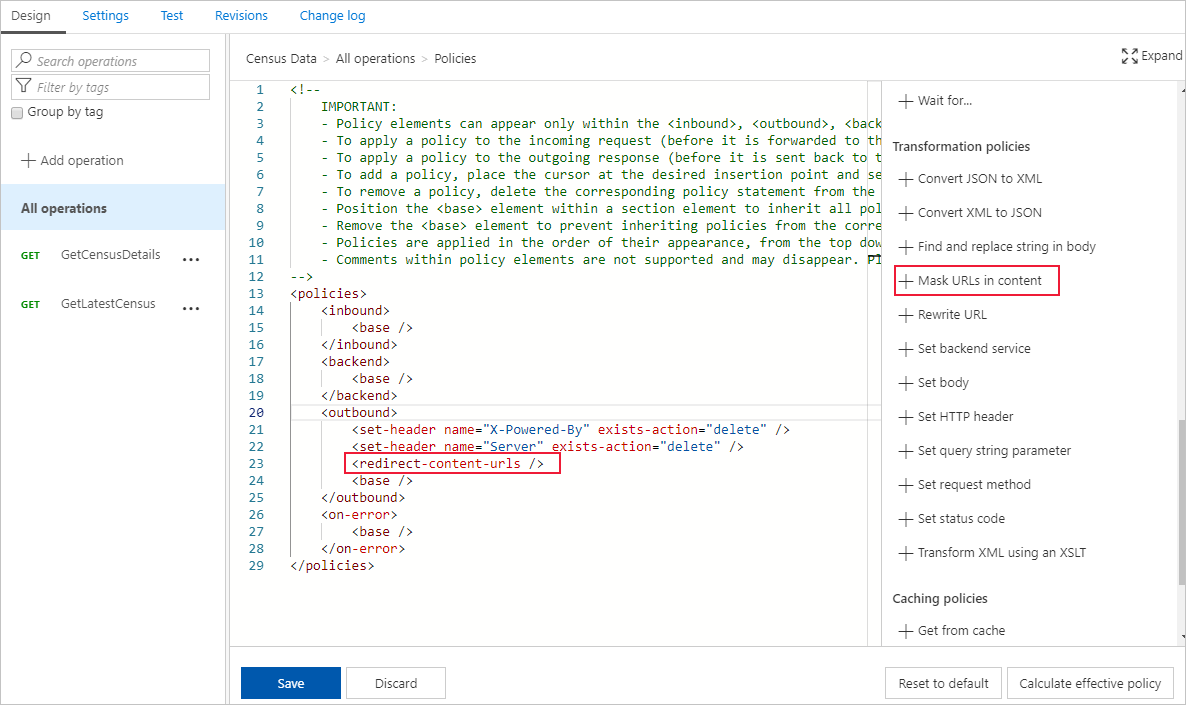 Design Settings Test Revisions Change log
Search operations
Filter by tags
Group by tag
Add operation
All operations
GET GetCensusDetails ...
GET GetLatestCensus ...
Census Data > All operations > Policies
Expand
1 <!--
2 IMPORTANT:
3 - Policy elements can appear only within the <inbound>, <outbound>, <back
4 - To apply a policy to the incoming request (before it is forwarded to th
5 - To apply a policy to the outgoing response (before it is sent back to t
6 - To add a policy, place the cursor at the desired insertion point and se
7 - To remove a policy, delete the corresponding policy statement from the
8 - Position the <base> element within a section element to inherit all pol
9 - Remove the <base> element to prevent inheriting policies from the corre
10 - Policies are applied in the order of their appearance, from the top dow
11 - Comments within policy elements are not supported and may disappear. Pl
12 -->
13 <policies>
14 <inbound>
15 <base />
16 </inbound>
17 <backend>
18 <base />
19 </backend>
20 <outbound>
21 <set-header name="X-Powered-By" exists-action="delete" />
22 <set-header name="Server" exists-action="delete" />
23 <redirect-content-urls />
24 <base />
25 </outbound>
26 <on-error>
27 <base />
28 </on-error>
29 </policies>
Wait for...
Transformation policies
Convert JSON to XML
Convert XML to JSON
Find and replace string in body
Mask URLs in content
Rewrite URL
Set backend service
Set body
Set HTTP header
Set query string parameter
Set request method
Set status code
Transform XML using an XSLT
Caching policies
Get from cache
Save Discard Reset to default Calculate effective policy